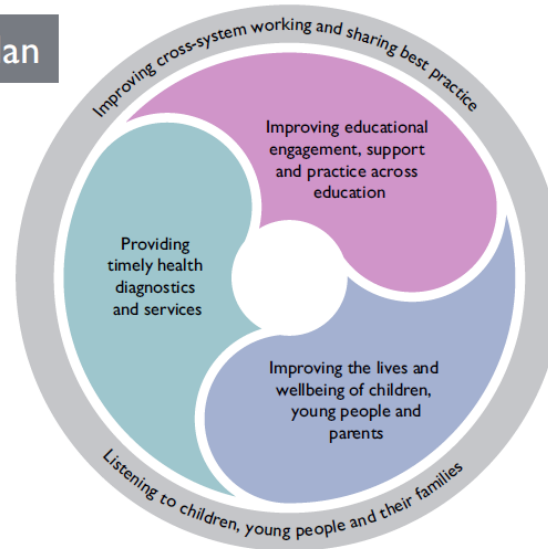 lan
Improving cross-system working and sharing best practice
Improving educational
engagement, support
and practice across
education
Providing
timely health
diagnostics
and services
Improving the lives and
wellbeing of children,
young people and
parents
Listening to children, young people and their families